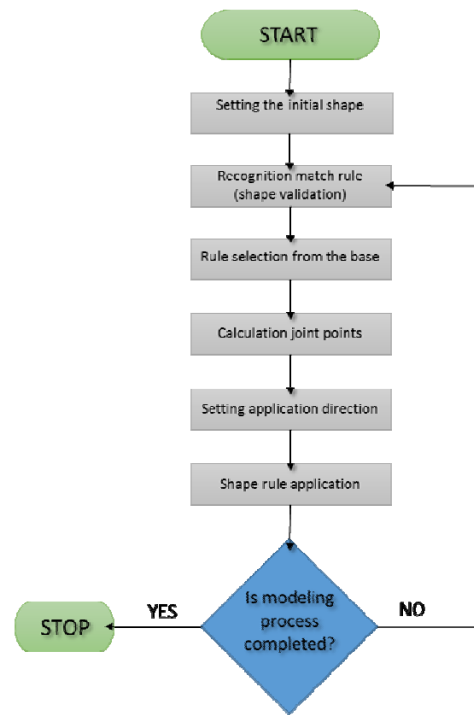 START
Setting the initial shape
Recognition match rule
(shape validation)
Rule selection from the base
Calculation joint points
Setting application direction
Shape rule application
Is modeling
process
completed?
YES
NO
STOP